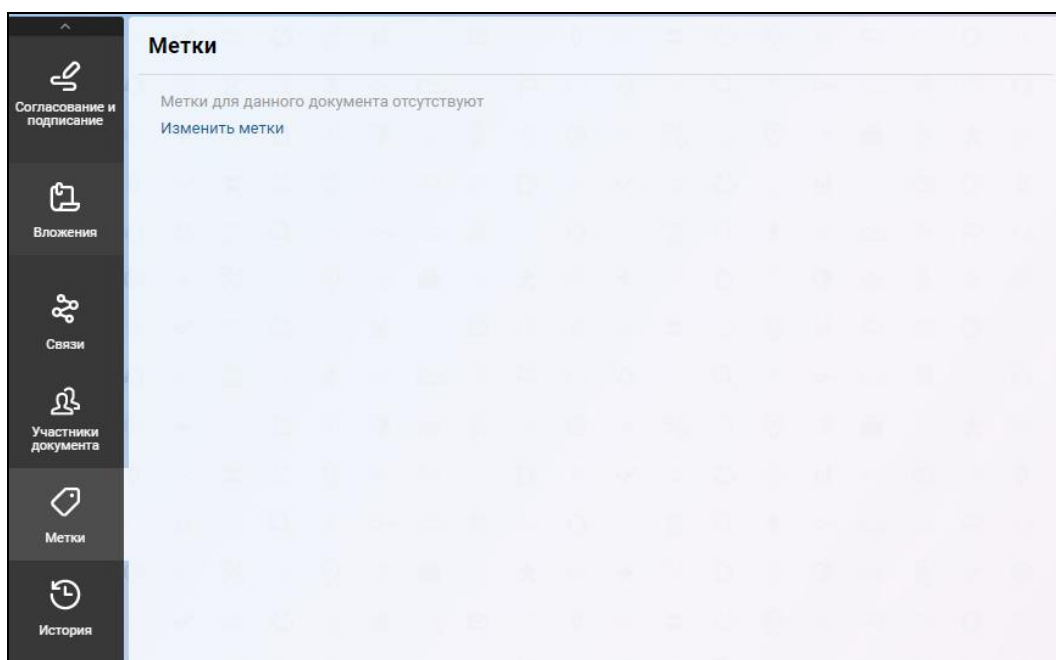 Метки
Метки для данного документа отсутствуют
Изменить метки
Согласование и
подписание
Вложения
Связи
Участники
документа
Метки
История